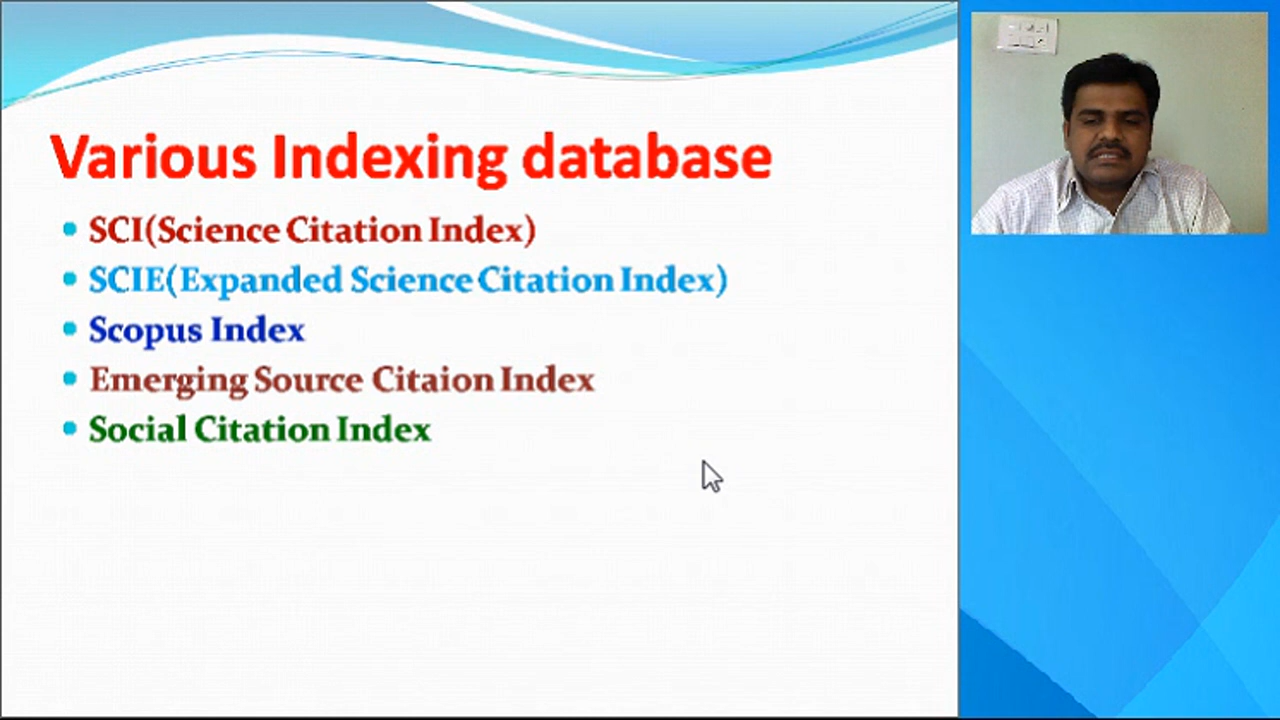 Various Indexing database
SCI(Science Citation Index)
SCIE(Expanded Science Citation Index)
Scopus Index
Emerging Source Citaion Index
Social Citation Index